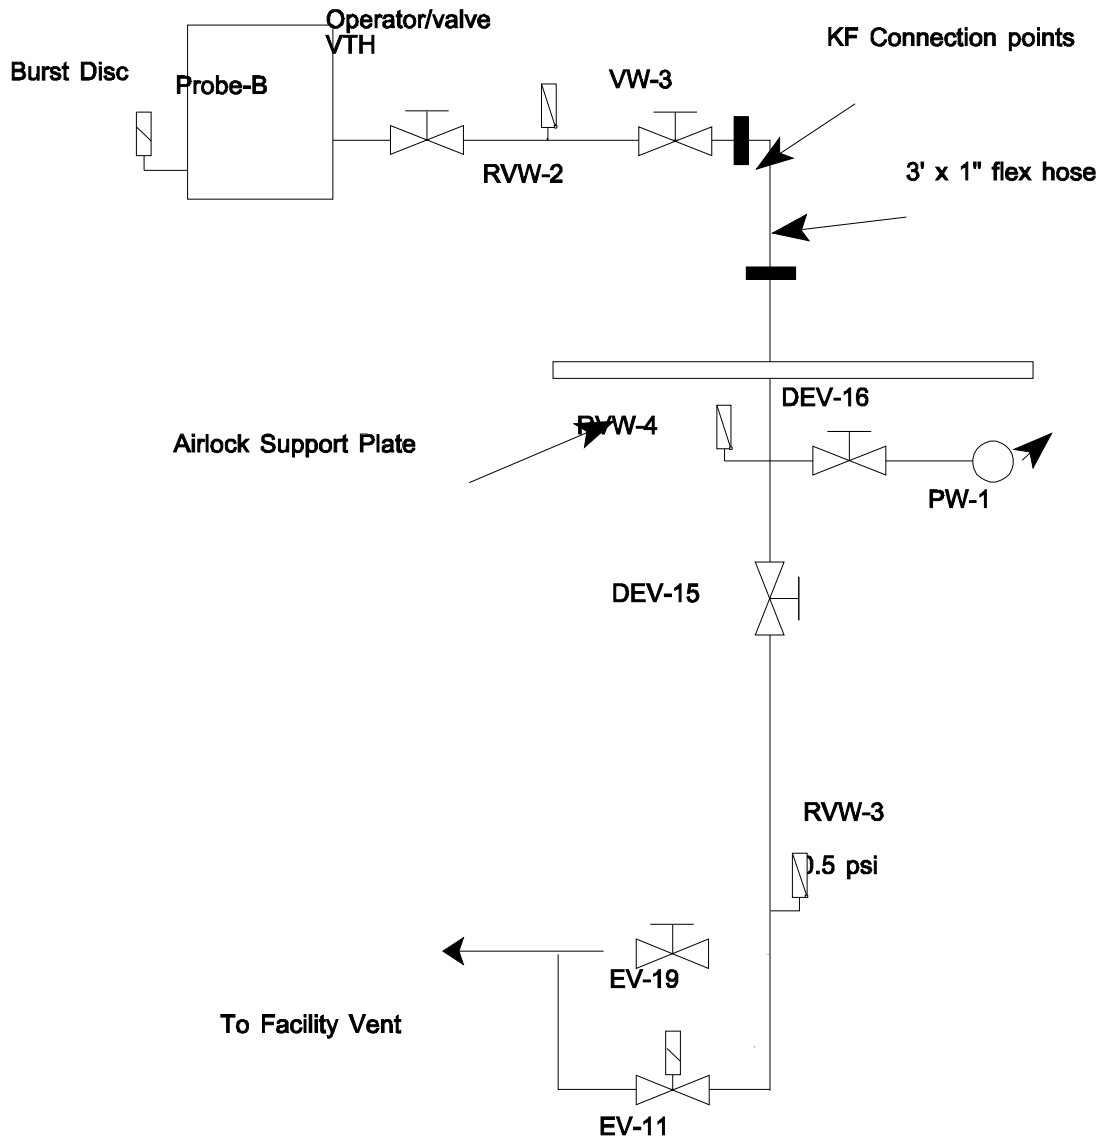 Operator/valve
VTH
KF Connection points
Burst Disc
Probe-B
VW-3
RVW-2
3' x 1" flex hose
DEV-16
RVW-4
Airlock Support Plate
PW-1
DEV-15
RVW-3
0.5 psi
EV-19
To Facility Vent
EV-11